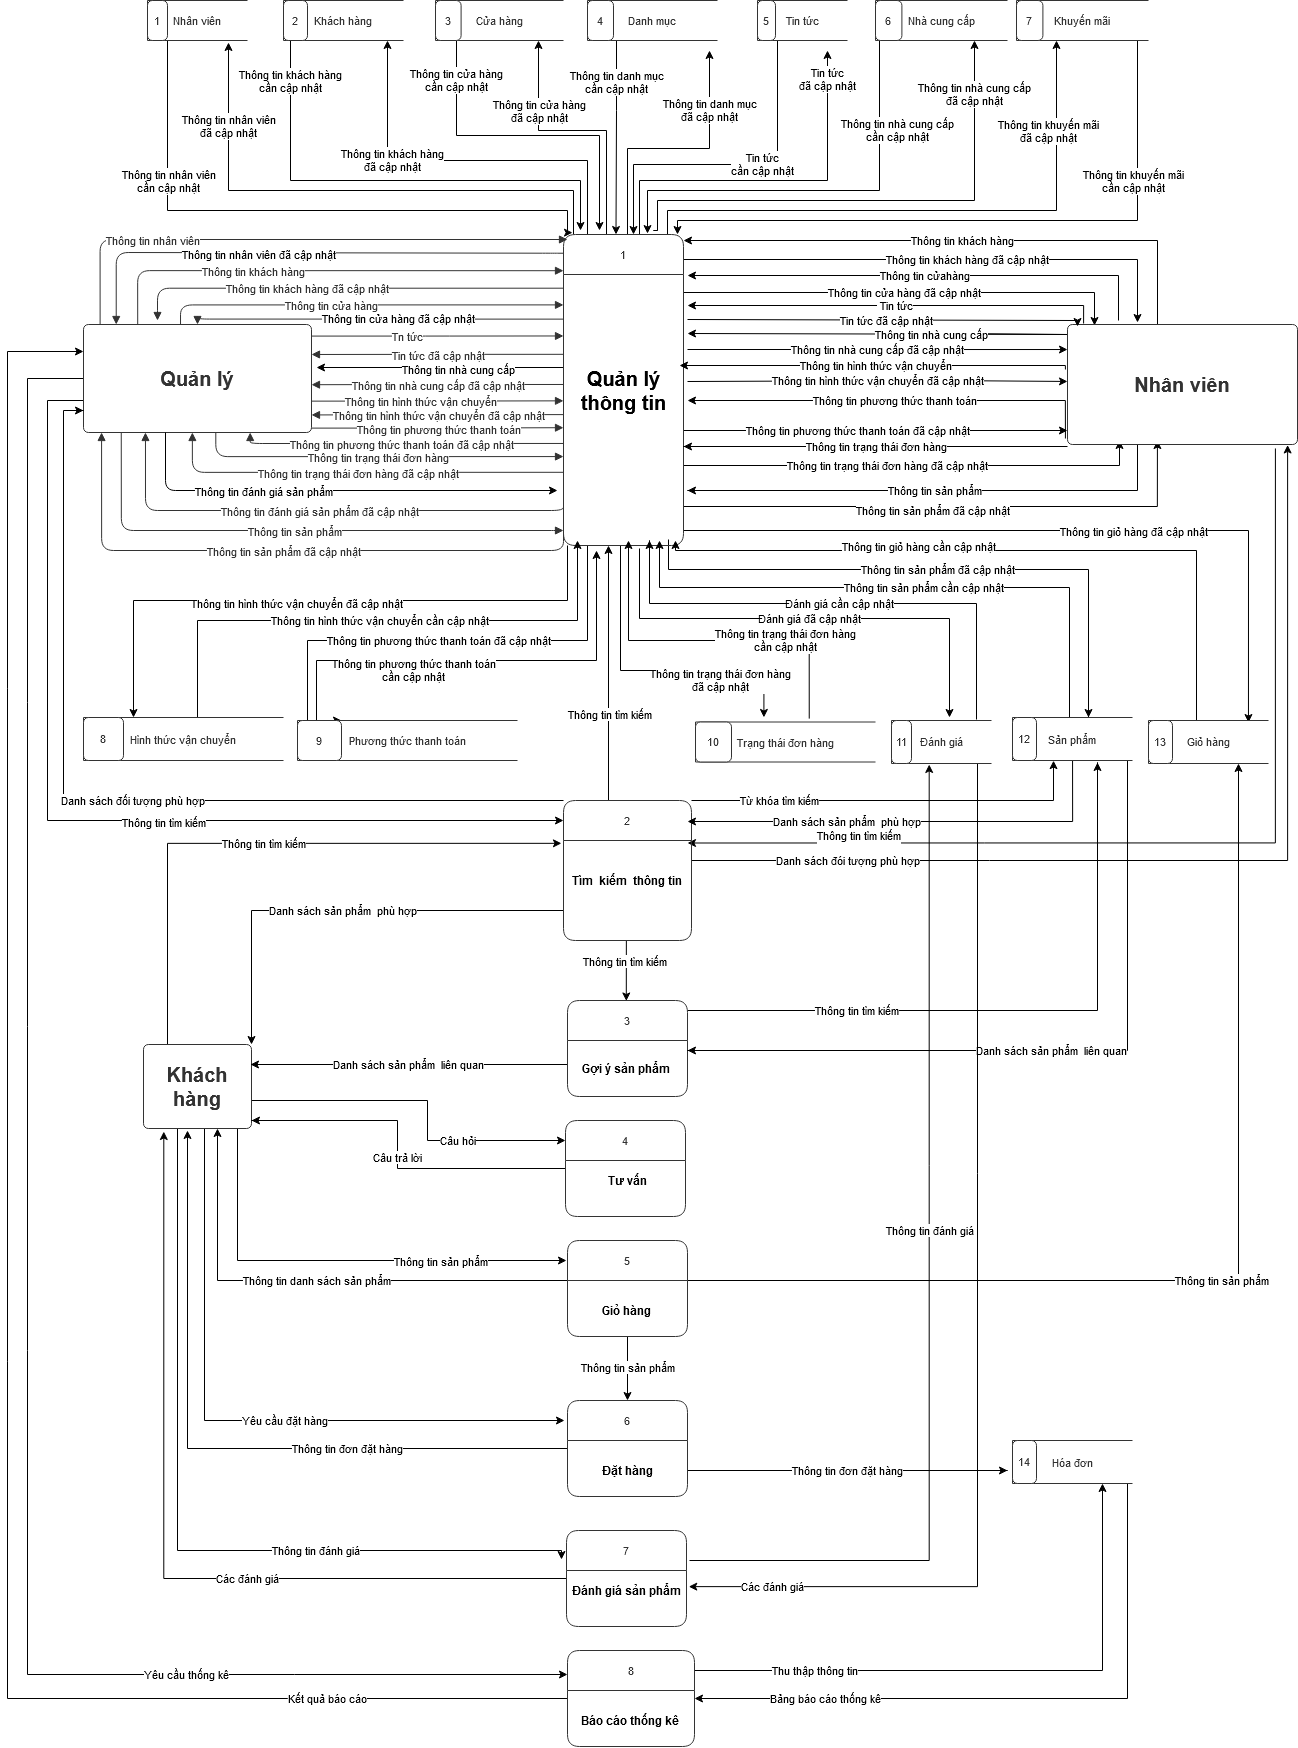 1 Nhân viên
2 Khách hàng
3 Cửa hàng
4 Danh mục
5 Tin tức
6 Nhà cung cấp
7 Khuyến mãi
Thông tin khách hàng
cần cập nhật
Thông tin cửa hàng
cần cập nhật
Thông tin danh mục
cần cập nhật
Tin tức
đã cập nhật
Thông tin nhà cung cấp
đã cập nhật
Thông tin nhân viên
đã cập nhật
Thông tin cửa hàng
đã cập nhật
Thông tin danh mục
đã cập nhật
Thông tin nhà cung cấp
cần cập nhật
Thông tin khuyến mãi
đã cập nhật
Thông tin khách hàng
đã cập nhật
Tin tức
cần cập nhật
Thông tin nhân viên
cần cập nhật
Thông tin khuyến mãi
cần cập nhật
Thông tin nhân viên
Thông tin nhân viên đã cập nhật
Thông tin khách hàng
Thông tin khách hàng đã cập nhật
Thông tin cửa hàng
Thông tin cửa hàng đã cập nhật
Tn tức
Tin tức đã cập nhật
Thông tin nhà cung cấp
Thông tin nhà cung cấp đã cập nhật
Thông tin hình thức vận chuyển
Thông tin hình thức vận chuyển đã cập nhật
Thông tin phương thức thanh toán
Thông tin phương thức thanh toán đã cập nhật
Thông tin trạng thái đơn hàng
Thông tin trạng thái đơn hàng đã cập nhật
Thông tin đánh giá sản phẩm
Thông tin đánh giá sản phẩm đã cập nhật
Thông tin sản phẩm
Thông tin sản phẩm đã cập nhật
Quản lý
1
Quản lý
thông tin
Thông tin khách hàng
Thông tin khách hàng đã cập nhật
Thông tin cửahàng
Thông tin cửa hàng đã cập nhật
Tin tức
Tin tức đã cập nhật
Thông tin nhà cung cấp
Thông tin nhà cung cấp đã cập nhật
Thông tin hình thức vận chuyển
Thông tin hình thức vận chuyển đã cập nhật
Thông tin phương thức thanh toán
Thông tin phương thức thanh toán đã cập nhật
Thông tin trạng thái đơn hàng
Thông tin trạng thái đơn hàng đã cập nhật
Thông tin sản phẩm
Thông tin sản phẩm đã cập nhật
Nhân viên
Thông tin giỏ hàng đã cập nhật
Thông tin giỏ hàng cần cập nhật
Thông tin sản phẩm đã cập nhật
Thông tin sản phẩm cần cập nhật
Đánh giá cần cập nhật
Đánh giá đã cập nhật
Thông tin trạng thái đơn hàng
cần cập nhật
Thông tin trạng thái đơn hàng
đã cập nhật
Thông tin hình thức vận chuyển đã cập nhật
Thông tin hình thức vận chuyển cần cập nhật
Thông tin phương thức thanh toán đã cập nhật
Thông tin phương thức thanh toán
cần cập nhật
Thông tin tìm kiếm
8 Hình thức vận chuyển
9 Phương thức thanh toán
10 Trạng thái đơn hàng
11 Đánh giá
12 Sản phẩm
13 Giỏ hàng
Danh sách đối tượng phù hợp
Thông tin tìm kiếm
Thông tin tìm kiếm
2
Tìm kiếm thông tin
Từ khóa tìm kiếm
Danh sách sản phẩm phù hợp
Thông tin tìm kiếm
Danh sách đói tượng phù hợp
Danh sách sản phẩm phù hợp
Thông tin tìm kiếm
3
Gợi ý sản phẩm
Thông tin tìm kiếm
Danh sách sản phẩm liên quan
Danh sách sản phẩm liên quan
Khách
hàng
Câu hỏi
Câu trả lời
4
Tư vấn
Thông tin đánh giá
5
Giỏ hàng
Thông tin sản phẩm
Thông tin danh sách sản phẩm
Thông tin sản phẩm
Thông tin sản phẩm
6
Đặt hàng
Yêu cầu đặt hàng
Thông tin đơn đặt hàng
Thông tin đơn đặt hàng
14 Hóa đơn
7
Đánh giá sản phẩm
Thông tin đánh giá
Các đánh giá
Các đánh giá
8
Báo cáo thống kê
Yêu cầu thống kê
Kết quả báo cáo
Thu thập thông tin
Bảng báo cáo thống kê